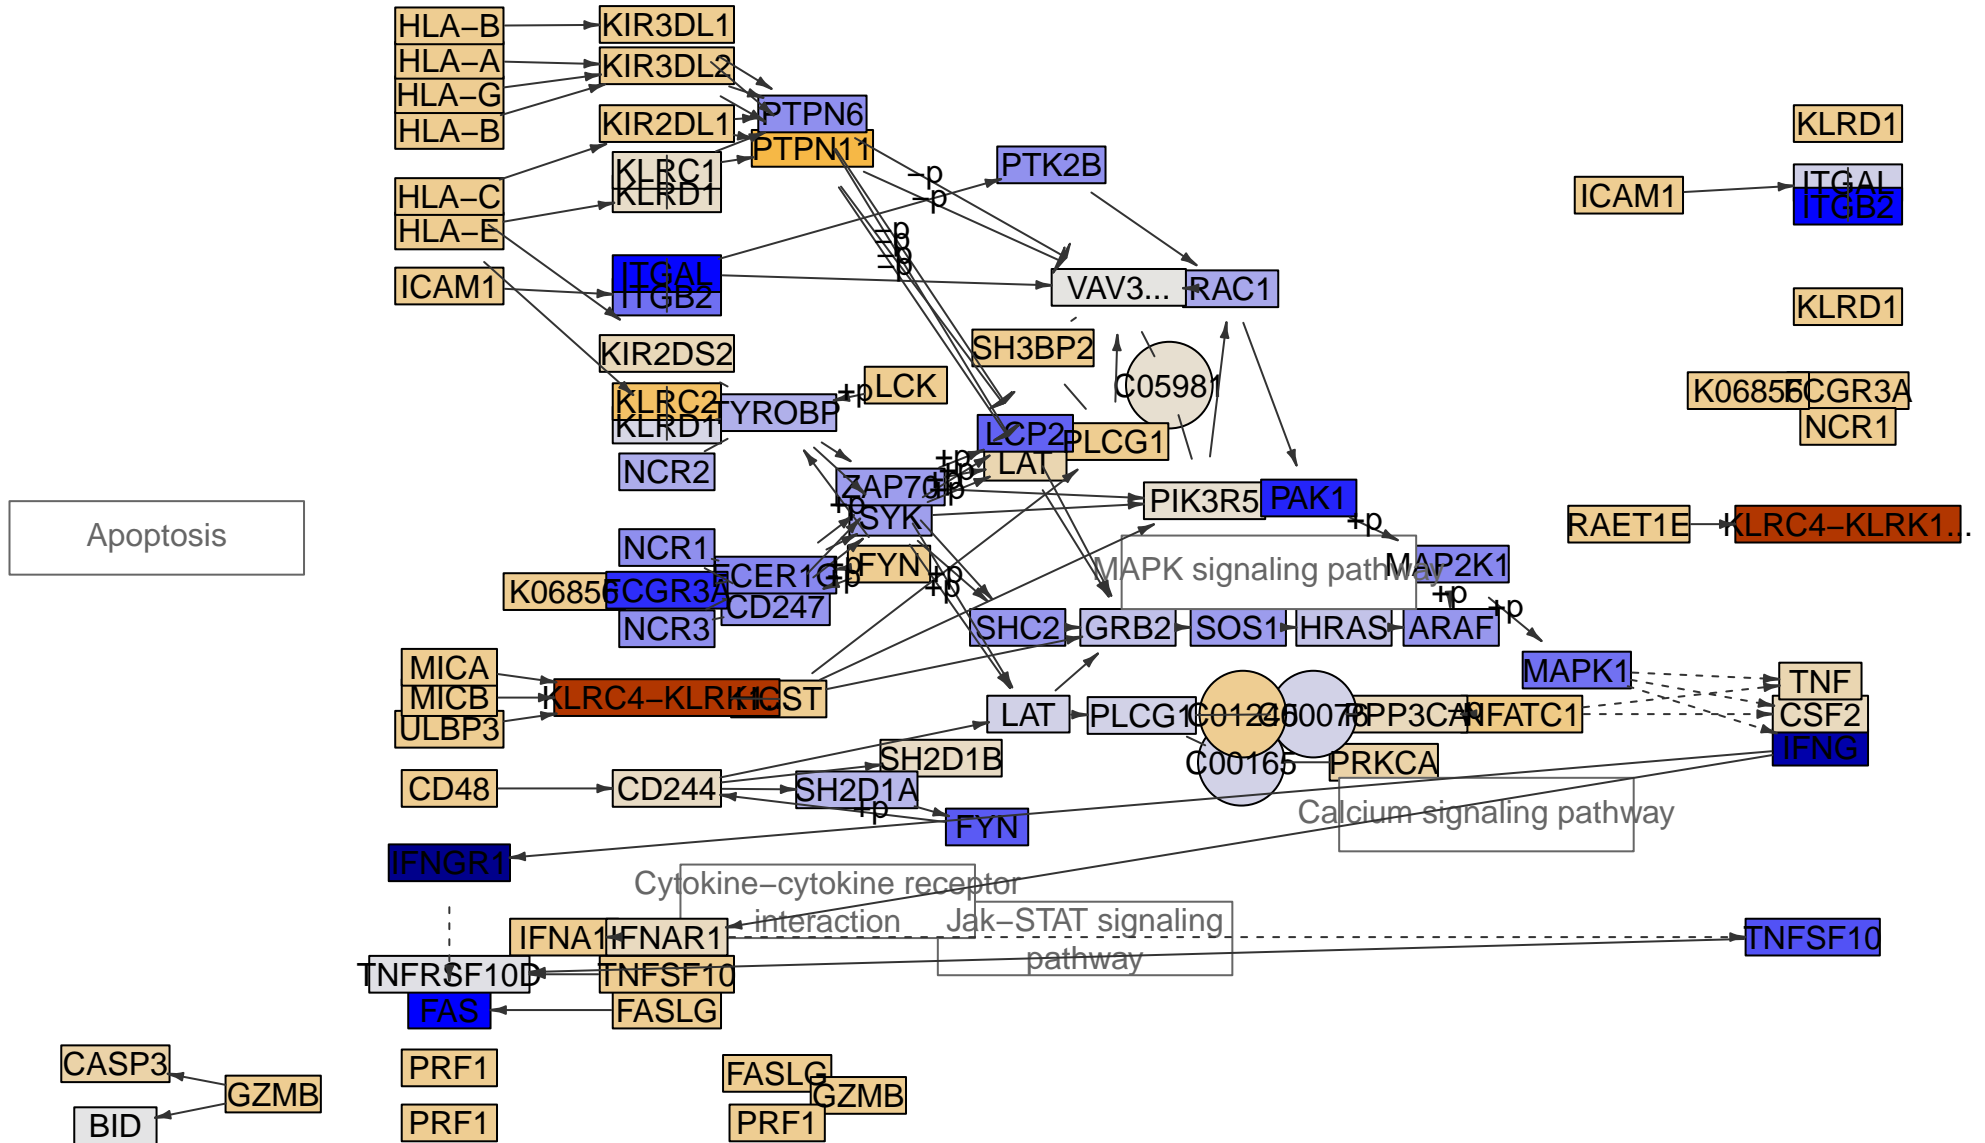 HLA−B
KIR3DL1
HLA−A
KIR3DL2
HLA−G
HLA−B
KIR2DL1
PTPN6
PTPN11
KLRC1
KLRD1
PTK2B
−p
−p
KLRD1
ITGAL
ITGB2
ICAM1
HLA−C
HLA−E
−p
−p
−p
−p
ICAM1
ITGAL
ITGB2
VAV3...
RAC1
KLRD1
KIR2DS2
SH3BP2
C05981
LCK
+p
KLRC2
KLRD1
TYROBP
K06856
FCGR3A
NCR1
LCP2
PLCG1
LAT
NCR2
+p
+p
+p
+p
+p
ZAP70
SYK
+p
PIK3R5
PAK1
+p
RAET1E
KLRC4−KLRK1...
Apoptosis
NCR1
FCER1G
FYN
+p
+p
+p
+p
MAPK signaling pathway
MAP2K1
K06856
FCGR3A
CD247
NCR3
+p
+p
SHC2
GRB2
SOS1
HRAS
ARAF
MICA
MICB
ULBP3
KLRC4−KLRK1...
HCST
MAPK1
TNF
CSF2
IFNG
LAT
PLCG1
C01245
C00076
C00165
PPP3CA
+p
NFATC1
PRKCA
SH2D1B
CD48
CD244
SH2D1A
+p
FYN
Calcium signaling pathway
IFNGR1
Cytokine−cytokine receptor
interaction
Jak−STAT signaling
pathway
IFNA1
IFNAR1
TNFSF10
TNFRSF10D
TNFSF10
FAS
FASLG
CASP3
GZMB
BID
PRF1
PRF1
FASLG
GZMB
PRF1